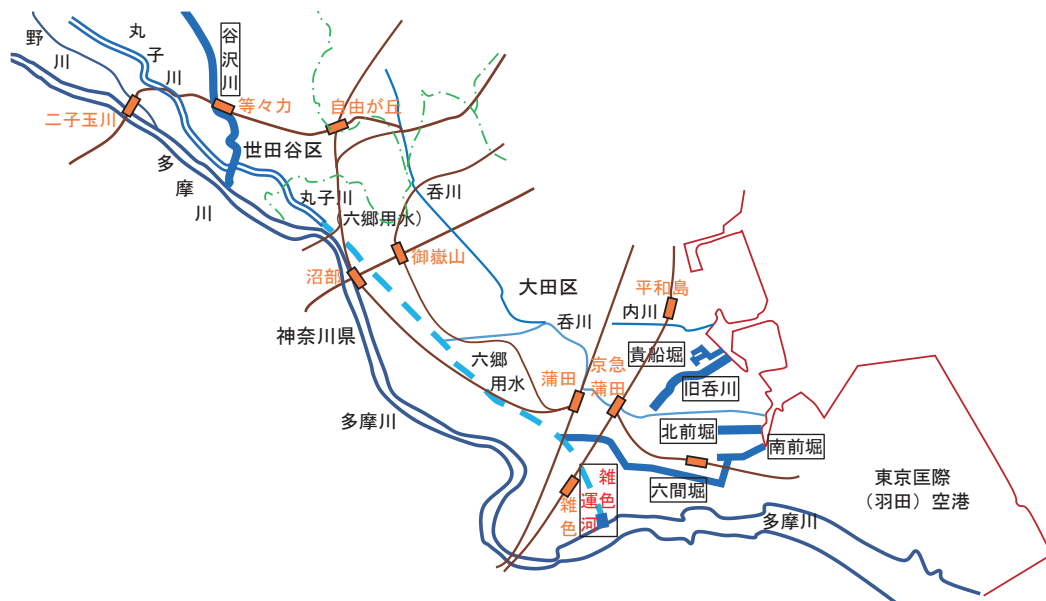 野川
丸子川
谷沢川
二子玉川
等々力
自由が丘
世田谷区
多摩川
丸子川
（六郷用水）
呑川
御嶽山
沼部
大田区
平和島
神奈川県
呑川
内川
貴船堀
六郷
用水
蒲田
京急
蒲田
旧呑川
多摩川
北前堀
南前堀
六間堀
雑色
雑色
運河
東京匡際
（羽田）空港
多摩川